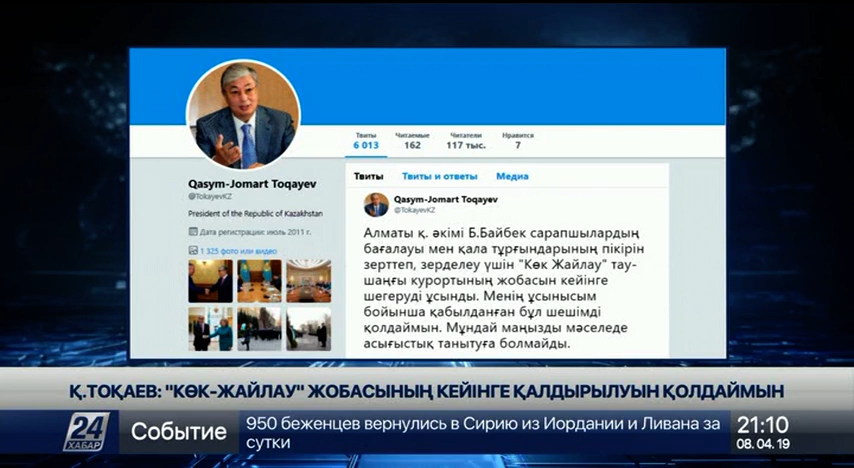 Твиты
Читаемые
Читатели
Нравится
6 013
162
117 тыс.
7
Qasym-Jomart Toqayev
@TokayevKZ
President of the Republic of Kazakhstan
Дата регистрации: июль 2011 г.
1 325 фото или видео
Твиты
Твиты и ответы
Медиа
Qasym-Jomart Toqayev
@TokayevKZ
Алматы қ. әкімі Б.Байбек сарапшылардың
бағалауы мен қала тұрғындарының пікірін
зерттеп, зерделеу үшін "Көк Жайлау" тау-
шаңғы курортының жобасын кейінге
шегеруді ұсынды. Менің ұсынысым
бойынша қабылданған бұл шешімді
қолдаймын. Мұндай маңызды мәселеде
асығыстық танытуға болмайды.
Қ.ТОҚАЕВ: "КӨК-ЖАЙЛАУ" ЖОБАСЫНЫҢ КЕЙІНГЕ ҚАЛДЫРЫЛУЫН ҚОЛДАЙМЫН
24
ХАБАР
Событие
950 беженцев вернулись в Сирию из Иордании и Ливана за
сутки
21:10
08.04.19